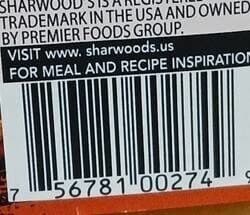 SHARWOOD'S IS A REGISTERED
TRADEMARK IN THE USA AND OWNED
BY PREMIER FOODS GROUP.
VISIT www. sharwoods.us
FOR MEAL AND RECIPE INSPIRATION
7 56781 00274 9